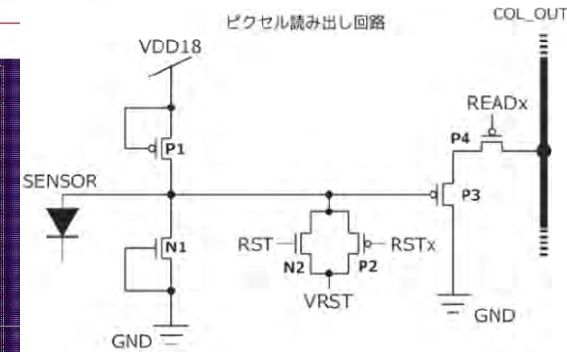 ピクセル読み出し回路
COL_OUT
VDD18
READx
P4
P1
SENSOR
P3
N1
RST
RSTx
N2
P2
VRST
GND
GND